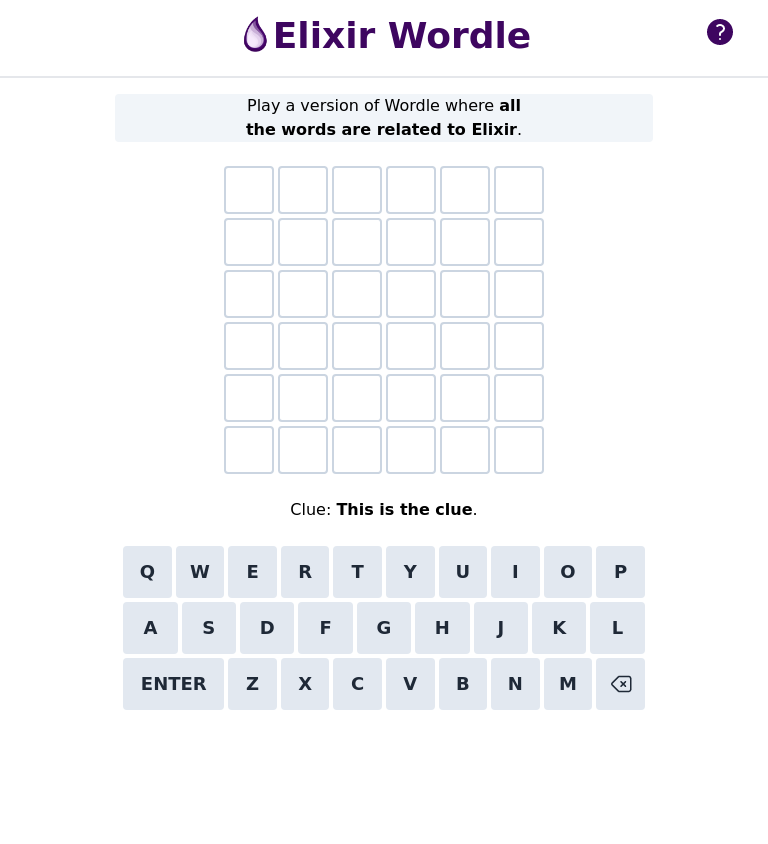 Elixir Wordle
?
Play a version of Wordle where all
the words are related to Elixir.
Clue: This is the clue.
Q W E R T Y U I O P
A S D F G H J K L
ENTER Z X C V B N M